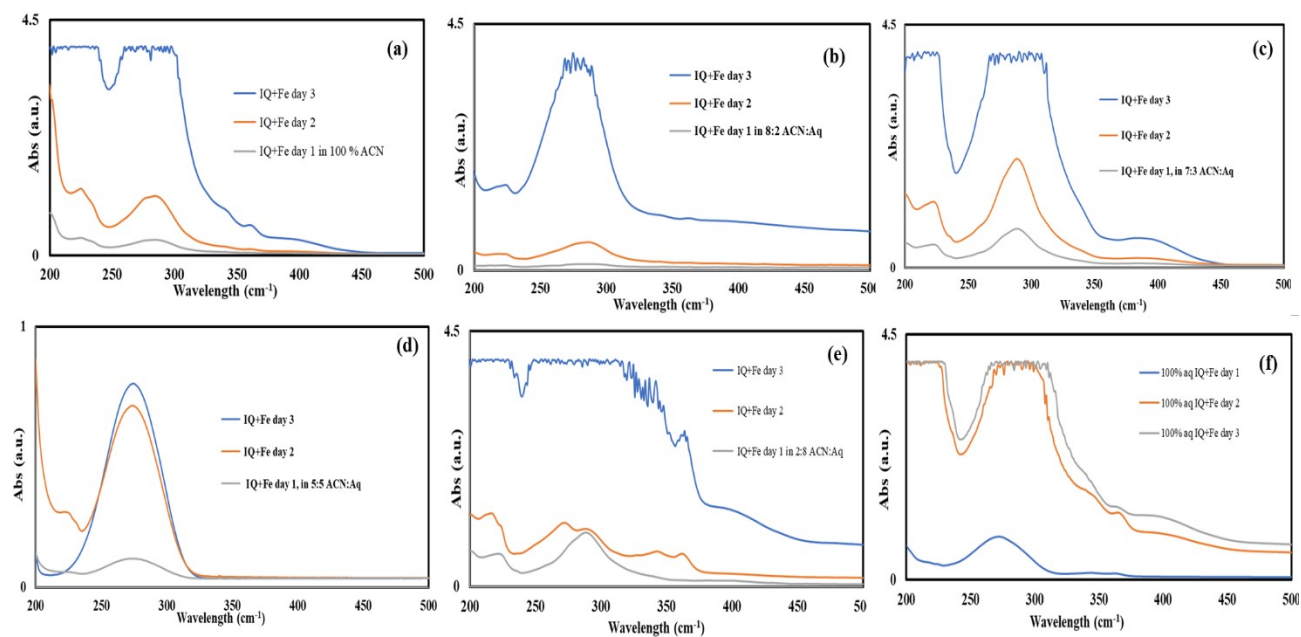 4.5
(a)
IQ+Fe day 3
IQ+Fe day 2
IQ+Fe day 1 in 100 % ACN
Abs (a.u.)
0
200 250 300 350 400 450 500
Wavelength (cm⁻¹)
4.5
(b)
IQ+Fe day 3
IQ+Fe day 2
IQ+Fe day 1 in 8:2 ACN:Aq
Abs (a.u.)
0
200 250 300 350 400 450 500
Wavelength (cm⁻¹)
4.5
(c)
IQ+Fe day 3
IQ+Fe day 2
IQ+Fe day 1, in 7:3 ACN:Aq
Abs (a.u.)
0
200 250 300 350 400 450 500
Wavelength (cm⁻¹)
1
(d)
IQ+Fe day 3
IQ+Fe day 2
IQ+Fe day 1, in 5:5 ACN:Aq
Abs (a.u.)
0
200 250 300 350 400 450 500
Wavelength (cm⁻¹)
4.5
(e)
IQ+Fe day 3
IQ+Fe day 2
IQ+Fe day 1 in 2:8 ACN:Aq
Abs (a.u.)
0
200 250 300 350 400 450 500
Wavelength (cm⁻¹)
4.5
(f)
100% aq IQ+Fe day 1
100% aq IQ+Fe day 2
100% aq IQ+Fe day 3
Abs (a.u.)
0
200 250 300 350 400 450 500
Wavelength (cm⁻¹)